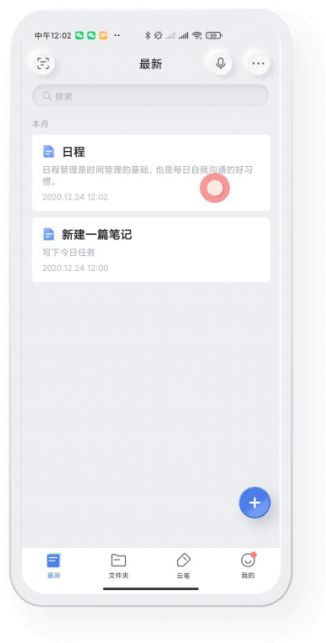 中午12:02
最新
搜索
本月
日程
日程管理是时间管理的基础，也是每日自我沟通的好习
惯。
2020.12.24 12:02
新建一篇笔记
写下今日任务
2020.12.24 12:00
最新 文件夹 云笔 我的